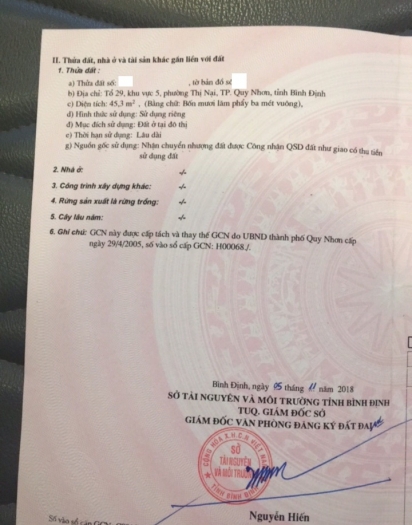 II. Thửa đất, nhà ở và tài sản khác gắn liền với đất
1. Thửa đất:
a) Thửa đất số: , tờ bản đồ số
b) Địa chỉ: Tổ 29, khu vực 5, phường Thị Nại, TP. Quy Nhơn, tỉnh Bình Định
c) Diện tích: 45,3 m², (Bằng chữ: Bốn mươi lăm phẩy ba mét vuông),
d) Hình thức sử dụng: Sử dụng riêng
đ) Mục đích sử dụng: Đất ở tại đô thị
e) Thời hạn sử dụng: Lâu dài
g) Nguồn gốc sử dụng: Nhận chuyển nhượng đất được Công nhận QSD đất như giao có thu tiền
sử dụng đất
2. Nhà ở: -/-
3. Công trình xây dựng khác: -/-
4. Rừng sản xuất là rừng trồng: -/-
5. Cây lâu năm: -/-
6. Ghi chú: GCN này được cấp tách và thay thế GCN do UBND thành phố Quy Nhơn cấp
ngày 29/4/2005, số vào sổ cấp GCN: H00068./.
Bình Định, ngày 05 tháng 11 năm 2018
SỞ TÀI NGUYÊN VÀ MÔI TRƯỜNG TỈNH BÌNH ĐỊNH
TUQ. GIÁM ĐỐC SỞ
GIÁM ĐỐC VĂN PHÒNG ĐĂNG KÝ ĐẤT ĐAI
CỘNG HÒA X.H.C.N VIỆT NAM
SỞ
TÀI NGUYÊN
VÀ MÔI TRƯỜNG
TỈNH BÌNH ĐỊNH
Nguyễn Hiến
Số vào sổ cấp GCN: